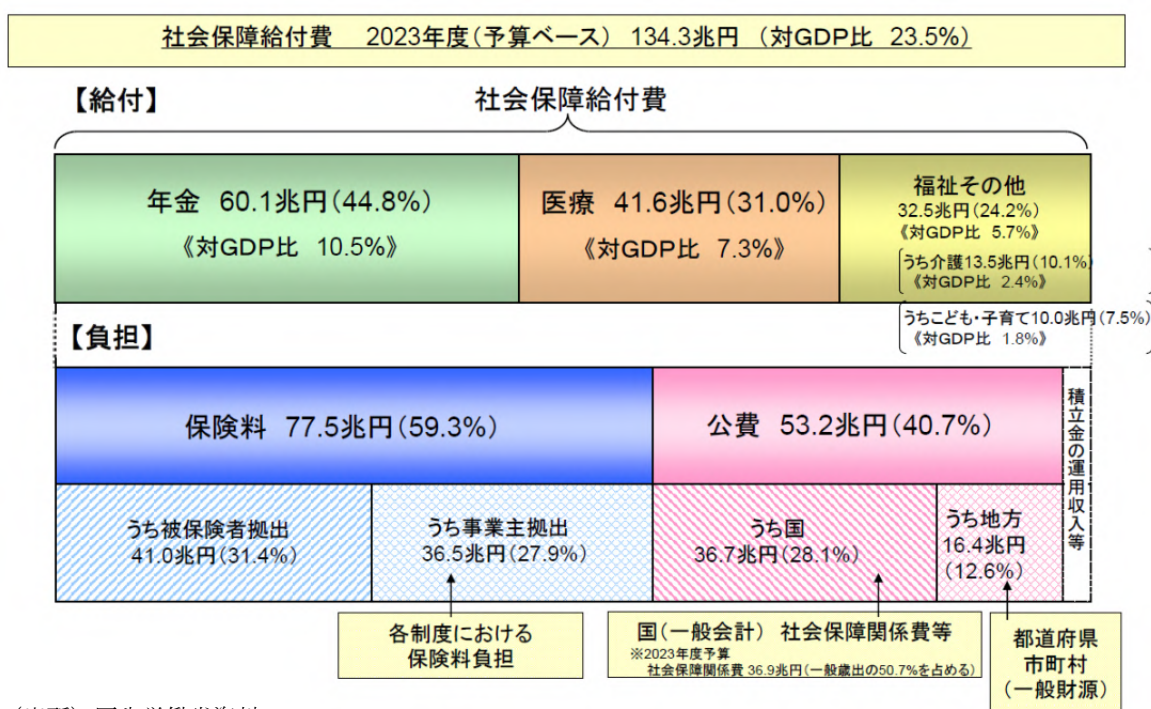 社会保障給付費　2023年度(予算ベース)　134.3兆円　(対GDP比　23.5%)
【給付】
社会保障給付費
年金　60.1兆円(44.8%)
《対GDP比　10.5%》
医療　41.6兆円(31.0%)
《対GDP比　7.3%》
福祉その他
32.5兆円(24.2%)
《対GDP比　5.7%》
うち介護13.5兆円(10.1%)
《対GDP比　2.4%》
うちこども・子育て10.0兆円(7.5%)
《対GDP比　1.8%》
【負担】
保険料　77.5兆円(59.3%)
公費　53.2兆円(40.7%)
積立金の運用収入等
うち被保険者拠出
41.0兆円(31.4%)
うち事業主拠出
36.5兆円(27.9%)
うち国
36.7兆円(28.1%)
うち地方
16.4兆円
(12.6%)
各制度における
保険料負担
国(一般会計)　社会保障関係費等
※2023年度予算
社会保障関係費 36.9兆円(一般歳出の50.7%を占める)
都道府県
市町村
(一般財源)